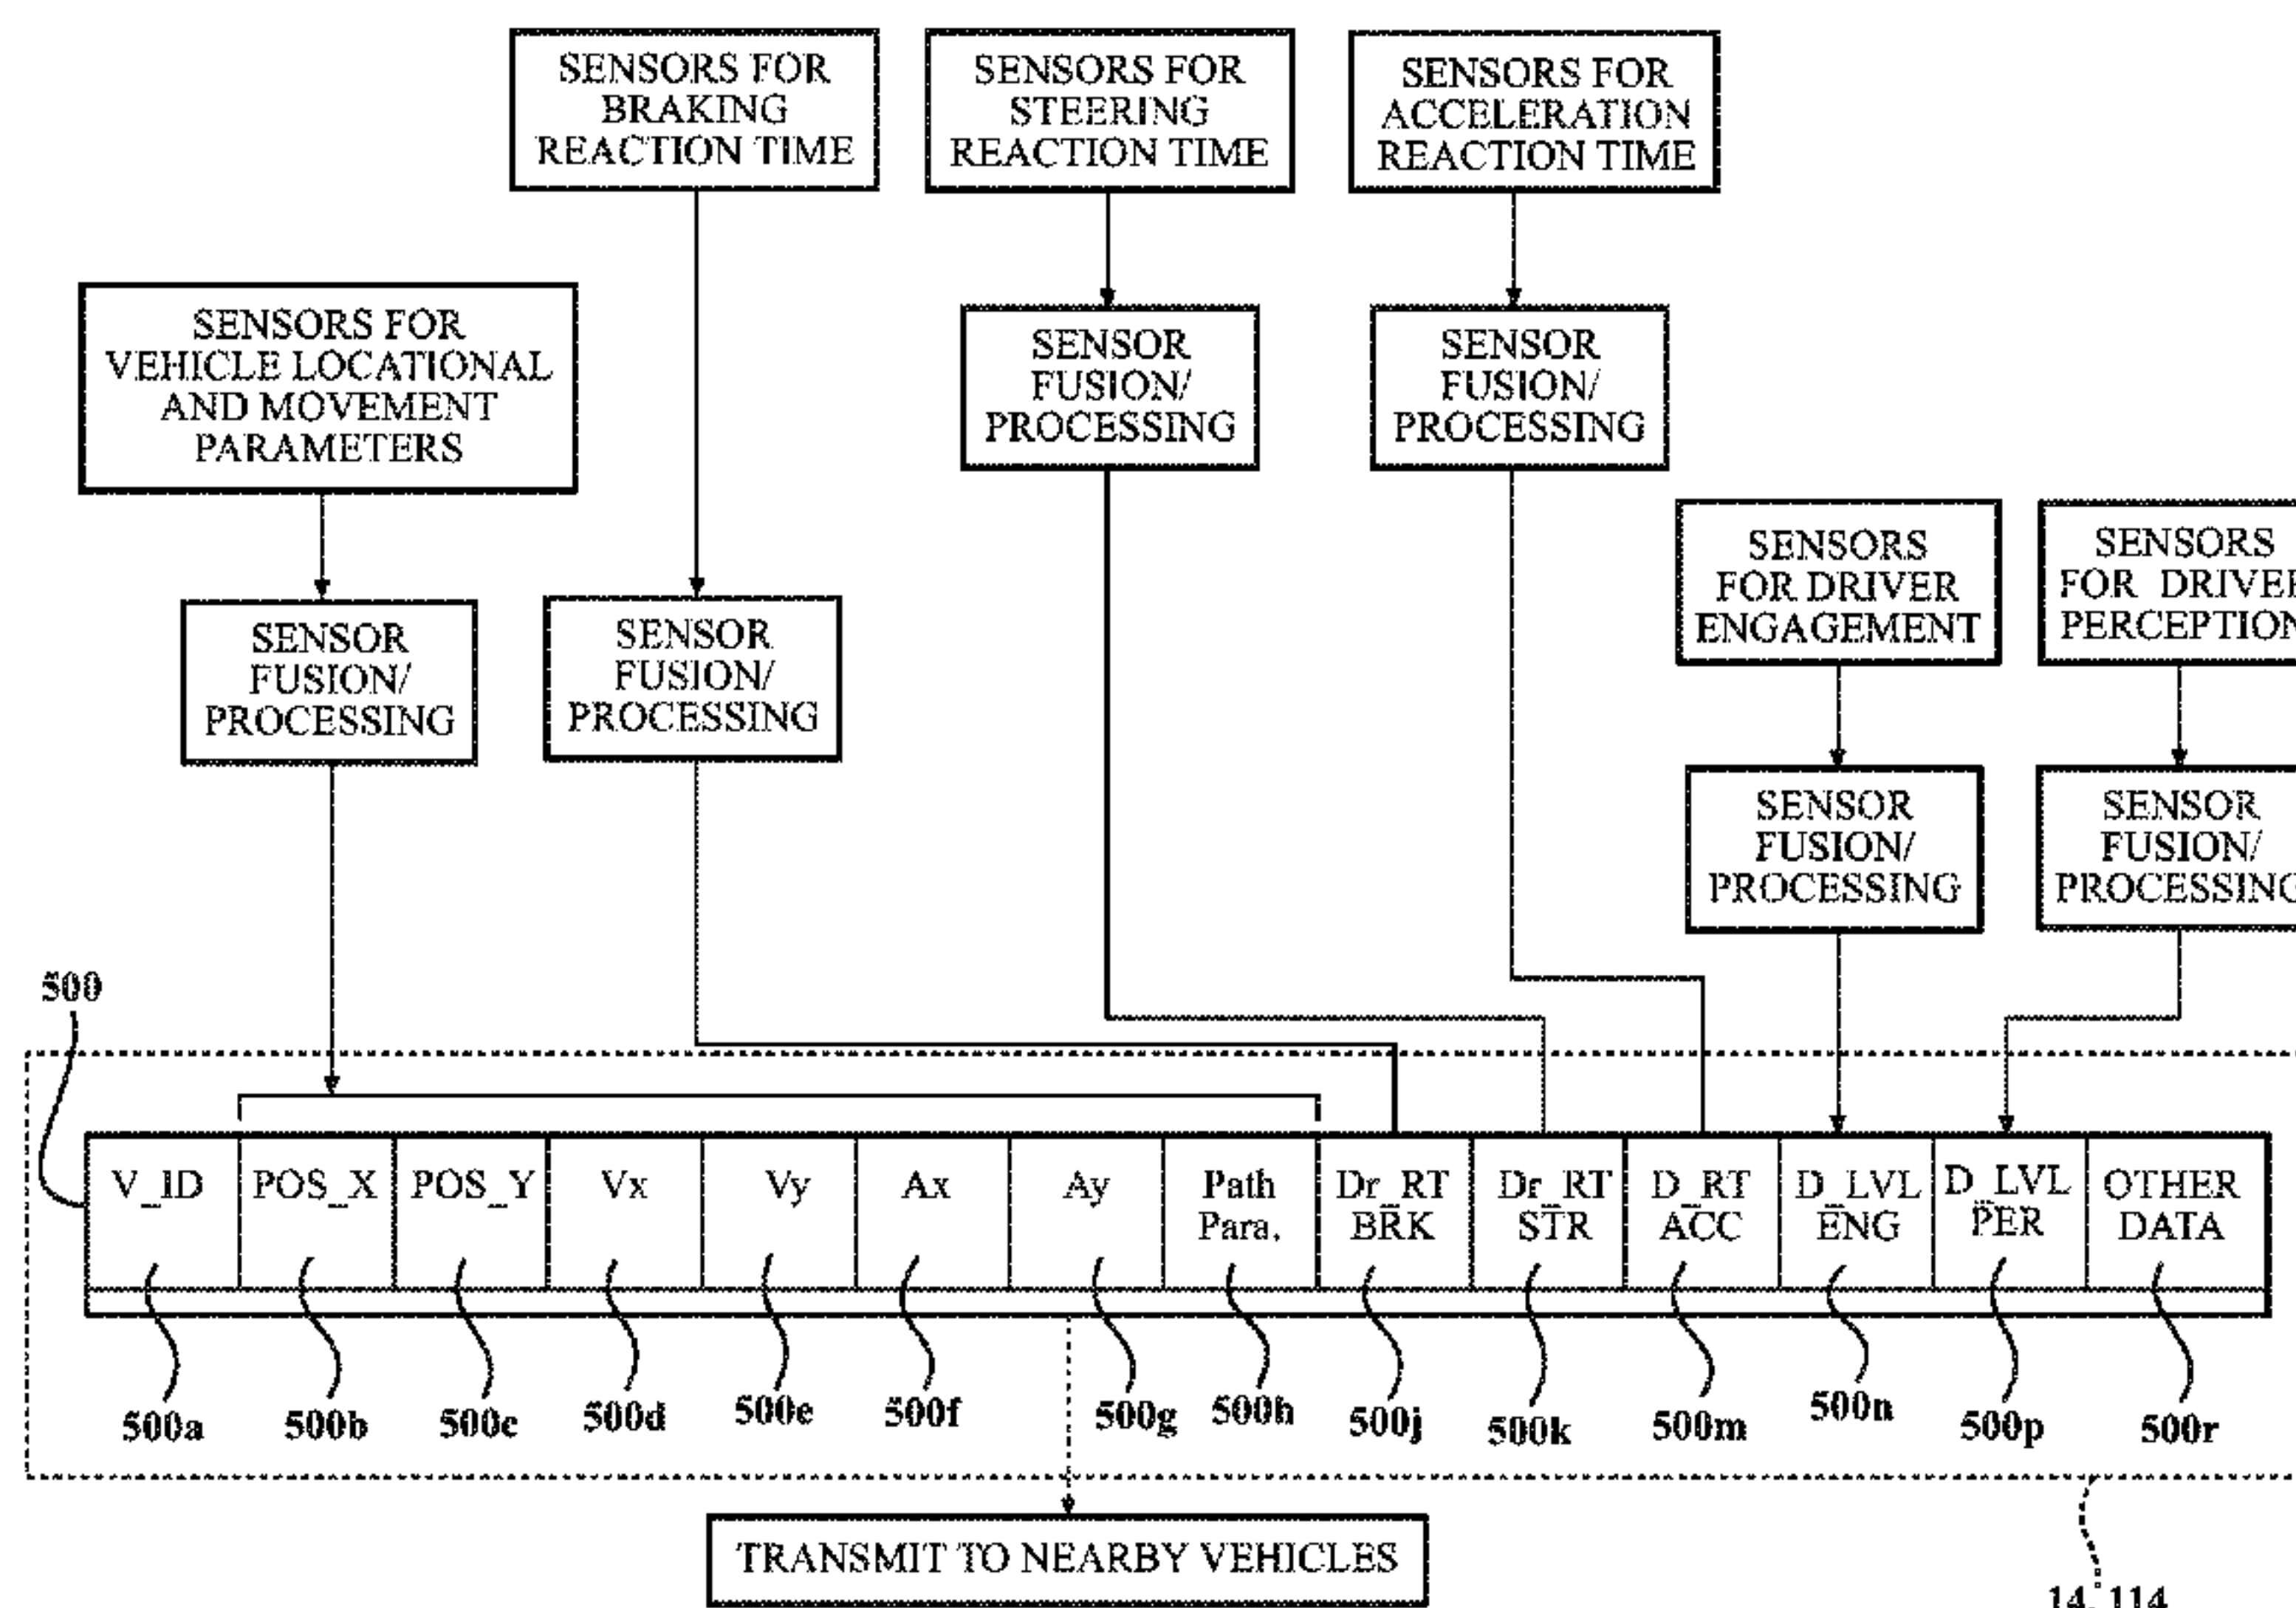 SENSORS FOR
BRAKING
REACTION TIME
SENSORS FOR
STEERING
REACTION TIME
SENSORS FOR
ACCELERATION
REACTION TIME
SENSORS FOR
VEHICLE LOCATIONAL
AND MOVEMENT
PARAMETERS
SENSOR
FUSION/
PROCESSING
SENSOR
FUSION/
PROCESSING
SENSORS
FOR DRIVER
ENGAGEMENT
SENSORS
FOR DRIVER
PERCEPTION
SENSOR
FUSION/
PROCESSING
SENSOR
FUSION/
PROCESSING
SENSOR
FUSION/
PROCESSING
SENSOR
FUSION/
PROCESSING
500
V_ID
POS_X
POS_Y
Vx
Vy
Ax
Ay
Path
Para.
Dr_RT
BRK
Dr_RT
STR
D_RT
ACC
D_LVL
ENG
D_LVL
PER
OTHER
DATA
500a
500b
500c
500d
500e
500f
500g
500h
500j
500k
500m
500n
500p
500r
TRANSMIT TO NEARBY VEHICLES
14, 114